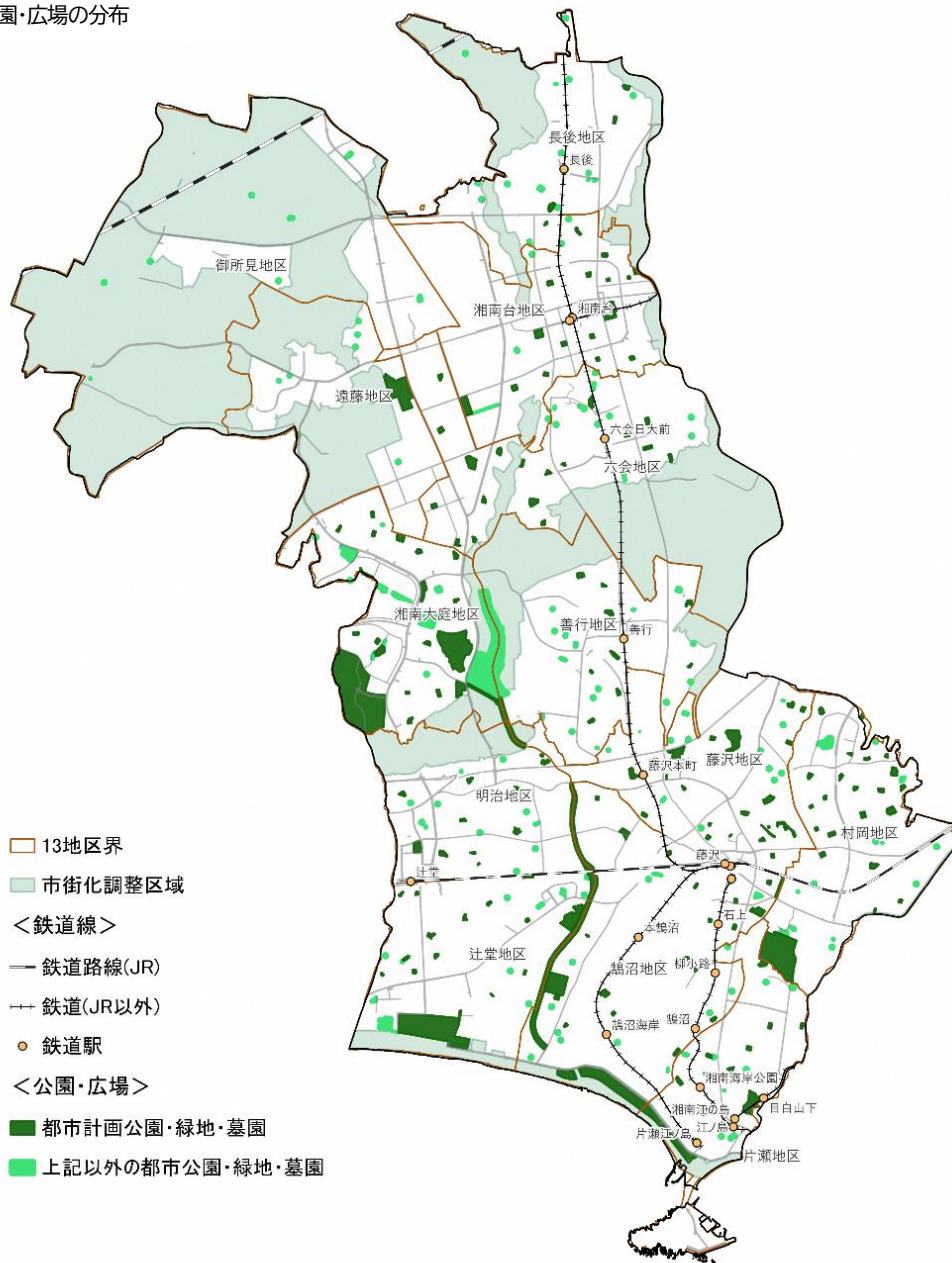 園・広場の分布
長後地区
長後
御所見地区
湘南台地区
湘南台
遠藤地区
六会日大前
六会地区
湘南大庭地区
善行地区
善行
藤沢本町
藤沢地区
明治地区
村岡地区
藤沢
辻堂
石上
本鵠沼
辻堂地区
鵠沼地区
柳小路
鵠沼海岸
鵠沼
湘南海岸公園
目白山下
湘南江の島
江ノ島
片瀬江ノ島
片瀬地区
13地区界
市街化調整区域
＜鉄道線＞
鉄道路線(JR)
鉄道(JR以外)
鉄道駅
＜公園・広場＞
都市計画公園・緑地・墓園
上記以外の都市公園・緑地・墓園